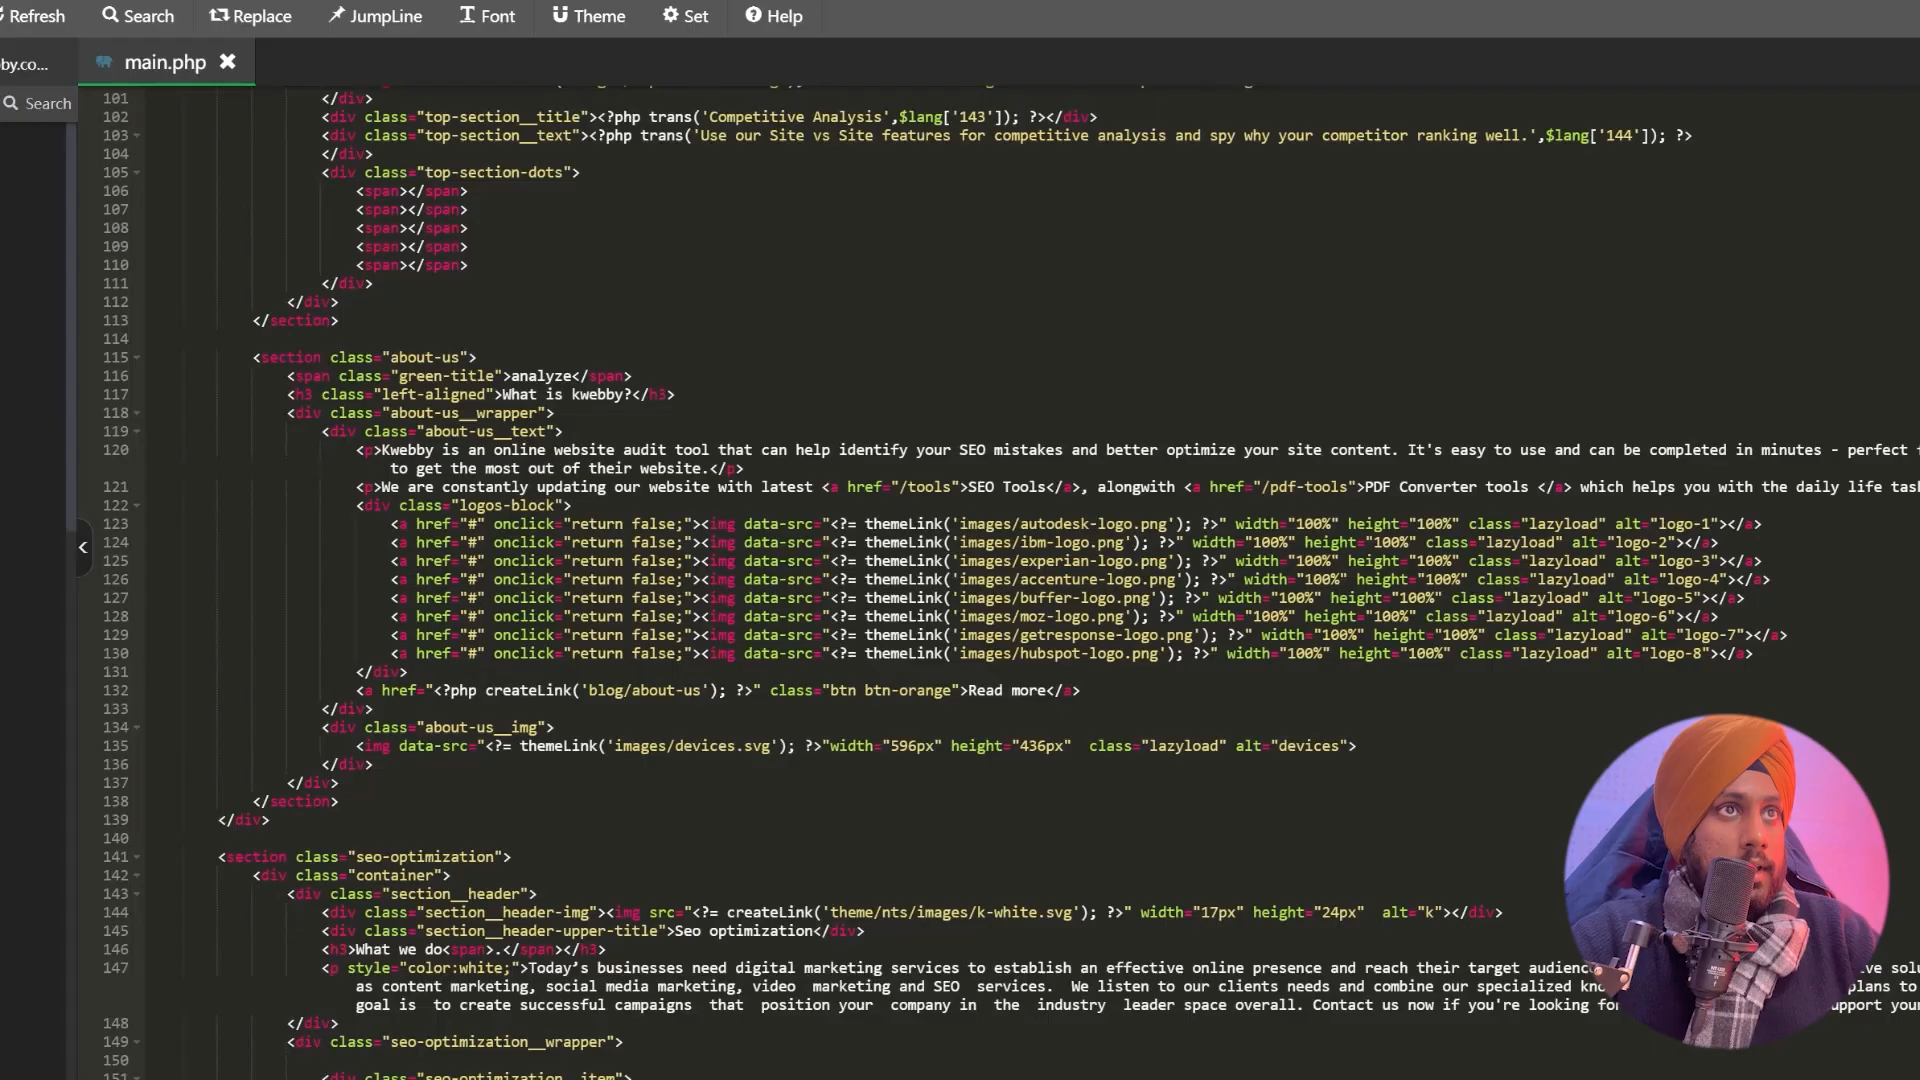 Refresh Search Replace JumpLine Font Theme Set Help
by.co... main.php
Search
101 </div>
102 <div class="top-section__title"><?php trans('Competitive Analysis',$lang['143']); ?></div>
103 <div class="top-section__text"><?php trans('Use our Site vs Site features for competitive analysis and spy why your competitor ranking well.',$lang['144']); ?>
104 </div>
105 <div class="top-section-dots">
106 <span></span>
107 <span></span>
108 <span></span>
109 <span></span>
110 <span></span>
111 </div>
112 </div>
113 </section>
114
115 <section class="about-us">
116 <span class="green-title">analyze</span>
117 <h3 class="left-aligned">What is kwebby?</h3>
118 <div class="about-us__wrapper">
119 <div class="about-us__text">
120 <p>Kwebby is an online website audit tool that can help identify your SEO mistakes and better optimize your site content. It's easy to use and can be completed in minutes - perfect
to get the most out of their website.</p>
121 <p>We are constantly updating our website with latest <a href="/tools">SEO Tools</a>, alongwith <a href="/pdf-tools">PDF Converter tools </a> which helps you with the daily life
122 <div class="logos-block">
123 <a href="#" onclick="return false;"><img data-src="<?= themeLink('images/autodesk-logo.png'); ?>" width="100%" height="100%" class="lazyload" alt="logo-1"></a>
124 <a href="#" onclick="return false;"><img data-src="<?= themeLink('images/ibm-logo.png'); ?>" width="100%" height="100%" class="lazyload" alt="logo-2"></a>
125 <a href="#" onclick="return false;"><img data-src="<?= themeLink('images/experian-logo.png'); ?>" width="100%" height="100%" class="lazyload" alt="logo-3"></a>
126 <a href="#" onclick="return false;"><img data-src="<?= themeLink('images/accenture-logo.png'); ?>" width="100%" height="100%" class="lazyload" alt="logo-4"></a>
127 <a href="#" onclick="return false;"><img data-src="<?= themeLink('images/buffer-logo.png'); ?>" width="100%" height="100%" class="lazyload" alt="logo-5"></a>
128 <a href="#" onclick="return false;"><img data-src="<?= themeLink('images/moz-logo.png'); ?>" width="100%" height="100%" class="lazyload" alt="logo-6"></a>
129 <a href="#" onclick="return false;"><img data-src="<?= themeLink('images/getresponse-logo.png'); ?>" width="100%" height="100%" class="lazyload" alt="logo-7"></a>
130 <a href="#" onclick="return false;"><img data-src="<?= themeLink('images/hubspot-logo.png'); ?>" width="100%" height="100%" class="lazyload" alt="logo-8"></a>
131 </div>
132 <a href="<?php createLink('blog/about-us'); ?>" class="btn btn-orange">Read more</a>
133 </div>
134 <div class="about-us__img">
135 <img data-src="<?= themeLink('images/devices.svg'); ?>"width="596px" height="436px" class="lazyload" alt="devices">
136 </div>
137 </div>
138 </section>
139 </div>
140
141 <section class="seo-optimization">
142 <div class="container">
143 <div class="section__header">
144 <div class="section__header-img"><img src="<?= createLink('theme/nts/images/k-white.svg'); ?>" width="17px" height="24px" alt="k"></div>
145 <div class="section__header-upper-title">Seo optimization</div>
146 <h3>What we do<span>.</span></h3>
147 <p style="color:white;">Today's businesses need digital marketing services to establish an effective online presence and reach their target
as content marketing, social media marketing, video marketing and SEO services. We listen to our clients needs and combine our specialized plans to
goal is to create successful campaigns that position your company in the industry leader space overall. Contact us now if you're looking
148 </div>
149 <div class="seo-optimization__wrapper">
150
151 <div class="seo-optimization__item">